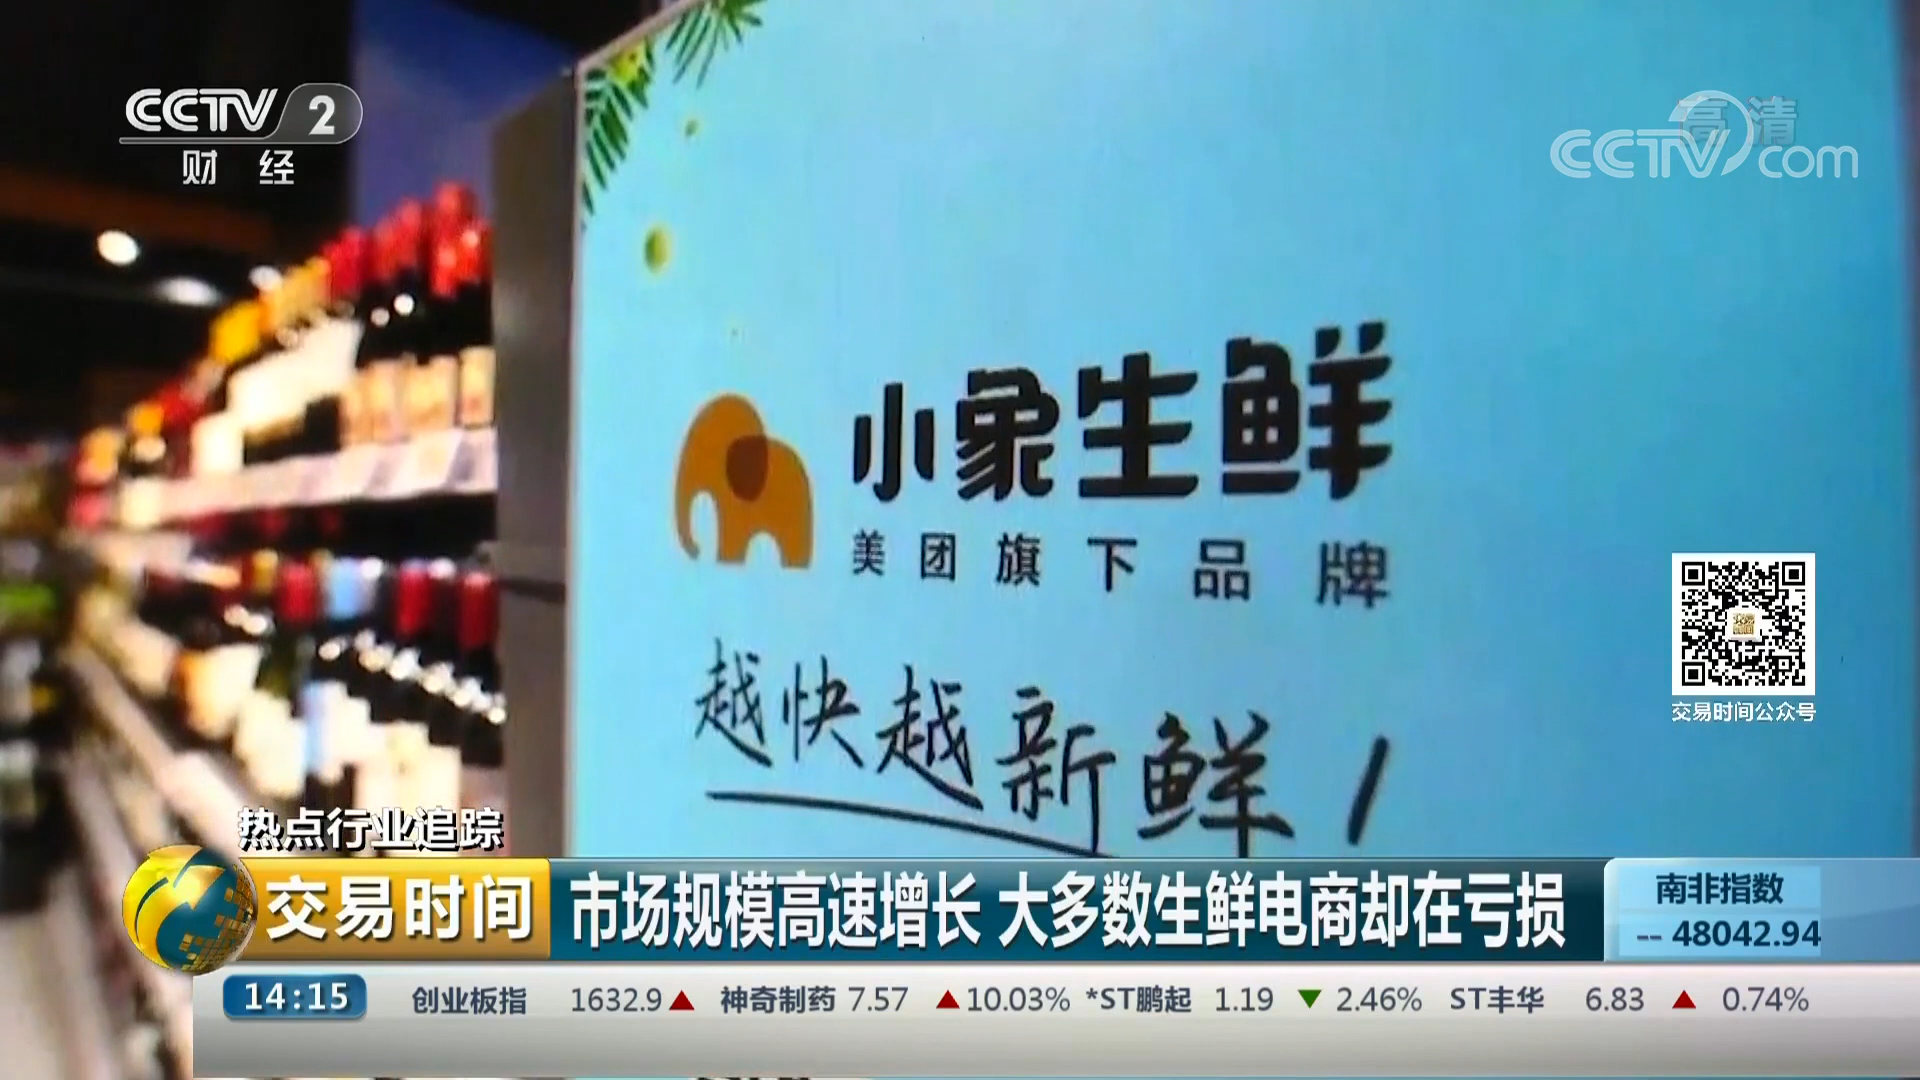 CCTV 2
财 经
高清
CCTV com
小象生鲜
美团旗下品牌
越快越新鲜！
交易时间公众号
热点行业追踪
交易时间
市场规模高速增长 大多数生鲜电商却在亏损
南非指数
-- 48042.94
14:15 创业板指 1632.9▲ 神奇制药 7.57 ▲10.03% *ST鹏起 1.19 ▼ 2.46% ST丰华 6.83 ▲ 0.74%